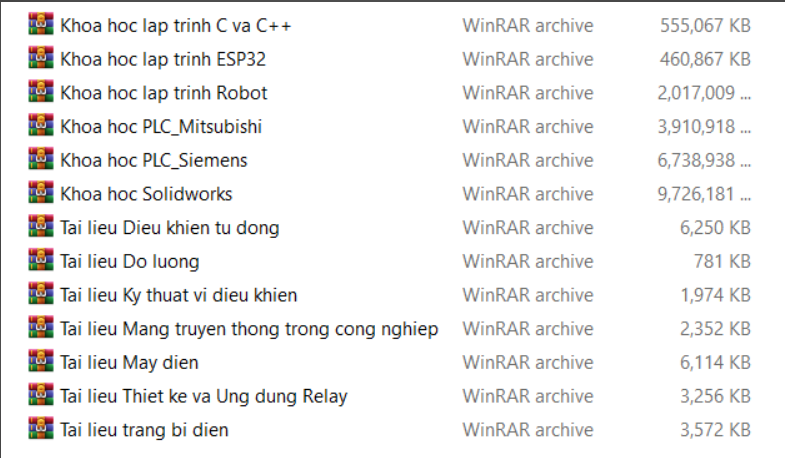 Khoa hoc lap trinh C va C++ WinRAR archive 555,067 KB
Khoa hoc lap trinh ESP32 WinRAR archive 460,867 KB
Khoa hoc lap trinh Robot WinRAR archive 2,017,009 ...
Khoa hoc PLC_Mitsubishi WinRAR archive 3,910,918 ...
Khoa hoc PLC_Siemens WinRAR archive 6,738,938 ...
Khoa hoc Solidworks WinRAR archive 9,726,181 ...
Tai lieu Dieu khien tu dong WinRAR archive 6,250 KB
Tai lieu Do luong WinRAR archive 781 KB
Tai lieu Ky thuat vi dieu khien WinRAR archive 1,974 KB
Tai lieu Mang truyen thong trong cong nghiep WinRAR archive 2,352 KB
Tai lieu May dien WinRAR archive 6,114 KB
Tai lieu Thiet ke va Ung dung Relay WinRAR archive 3,256 KB
Tai lieu trang bi dien WinRAR archive 3,572 KB